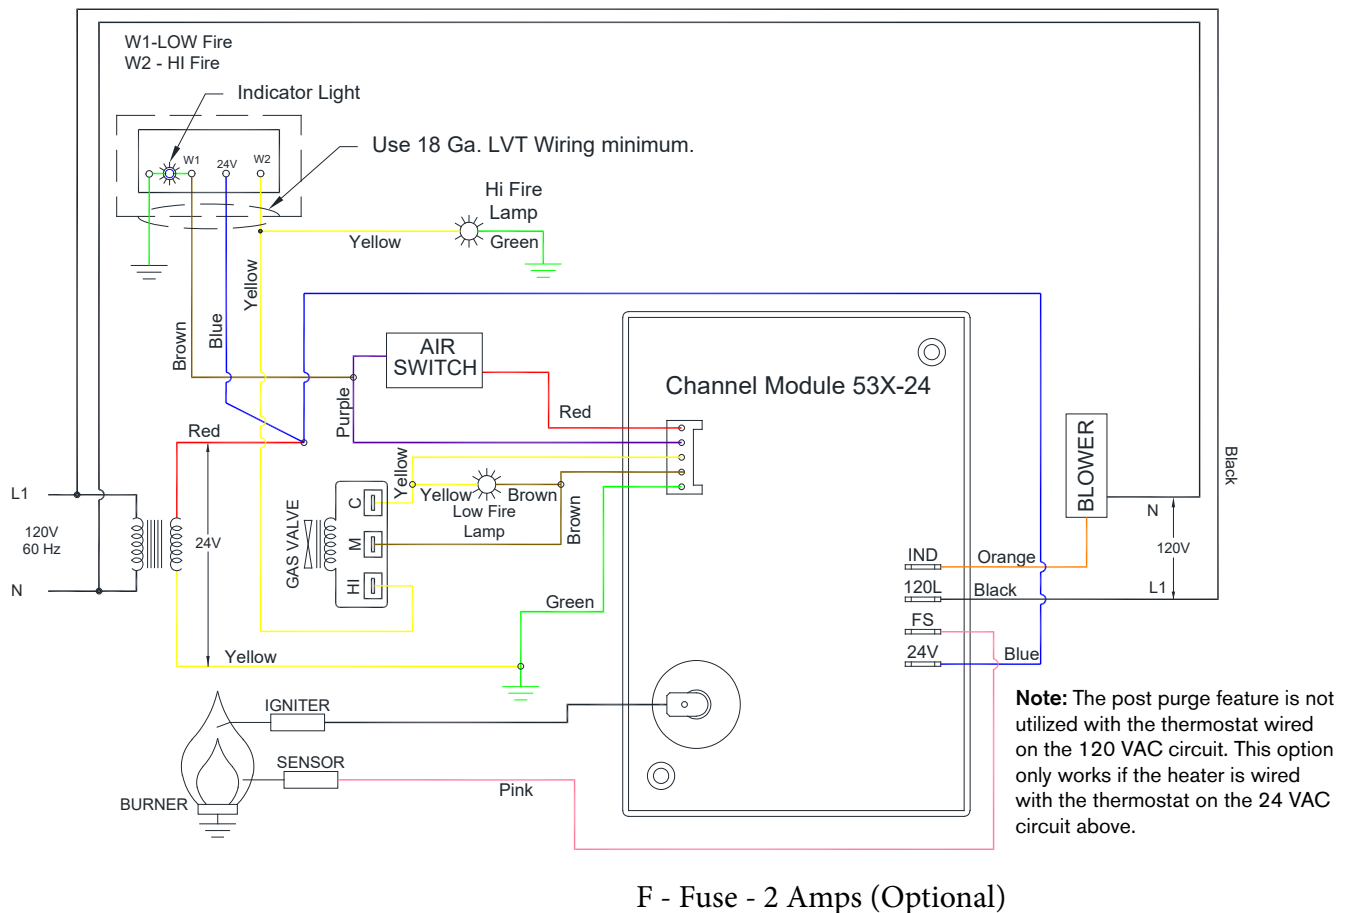 W1-LOW Fire
W2 - HI Fire
Indicator Light
Use 18 Ga. LVT Wiring minimum.
W1
24V
W2
Hi Fire
Lamp
Yellow
Green
Yellow
Brown
Blue
AIR
SWITCH
Channel Module 53X-24
Purple
Red
Red
BLOWER
Black
Yellow
Yellow
Brown
Low Fire
Lamp
Brown
L1
120V
60 Hz
N
24V
GAS VALVE
C
M
HI
N
120V
L1
IND
Orange
120L
Black
FS
24V
Blue
Green
Yellow
IGNITER
SENSOR
Pink
BURNER
Note: The post purge feature is not
utilized with the thermostat wired
on the 120 VAC circuit. This option
only works if the heater is wired
with the thermostat on the 24 VAC
circuit above.
F - Fuse - 2 Amps (Optional)